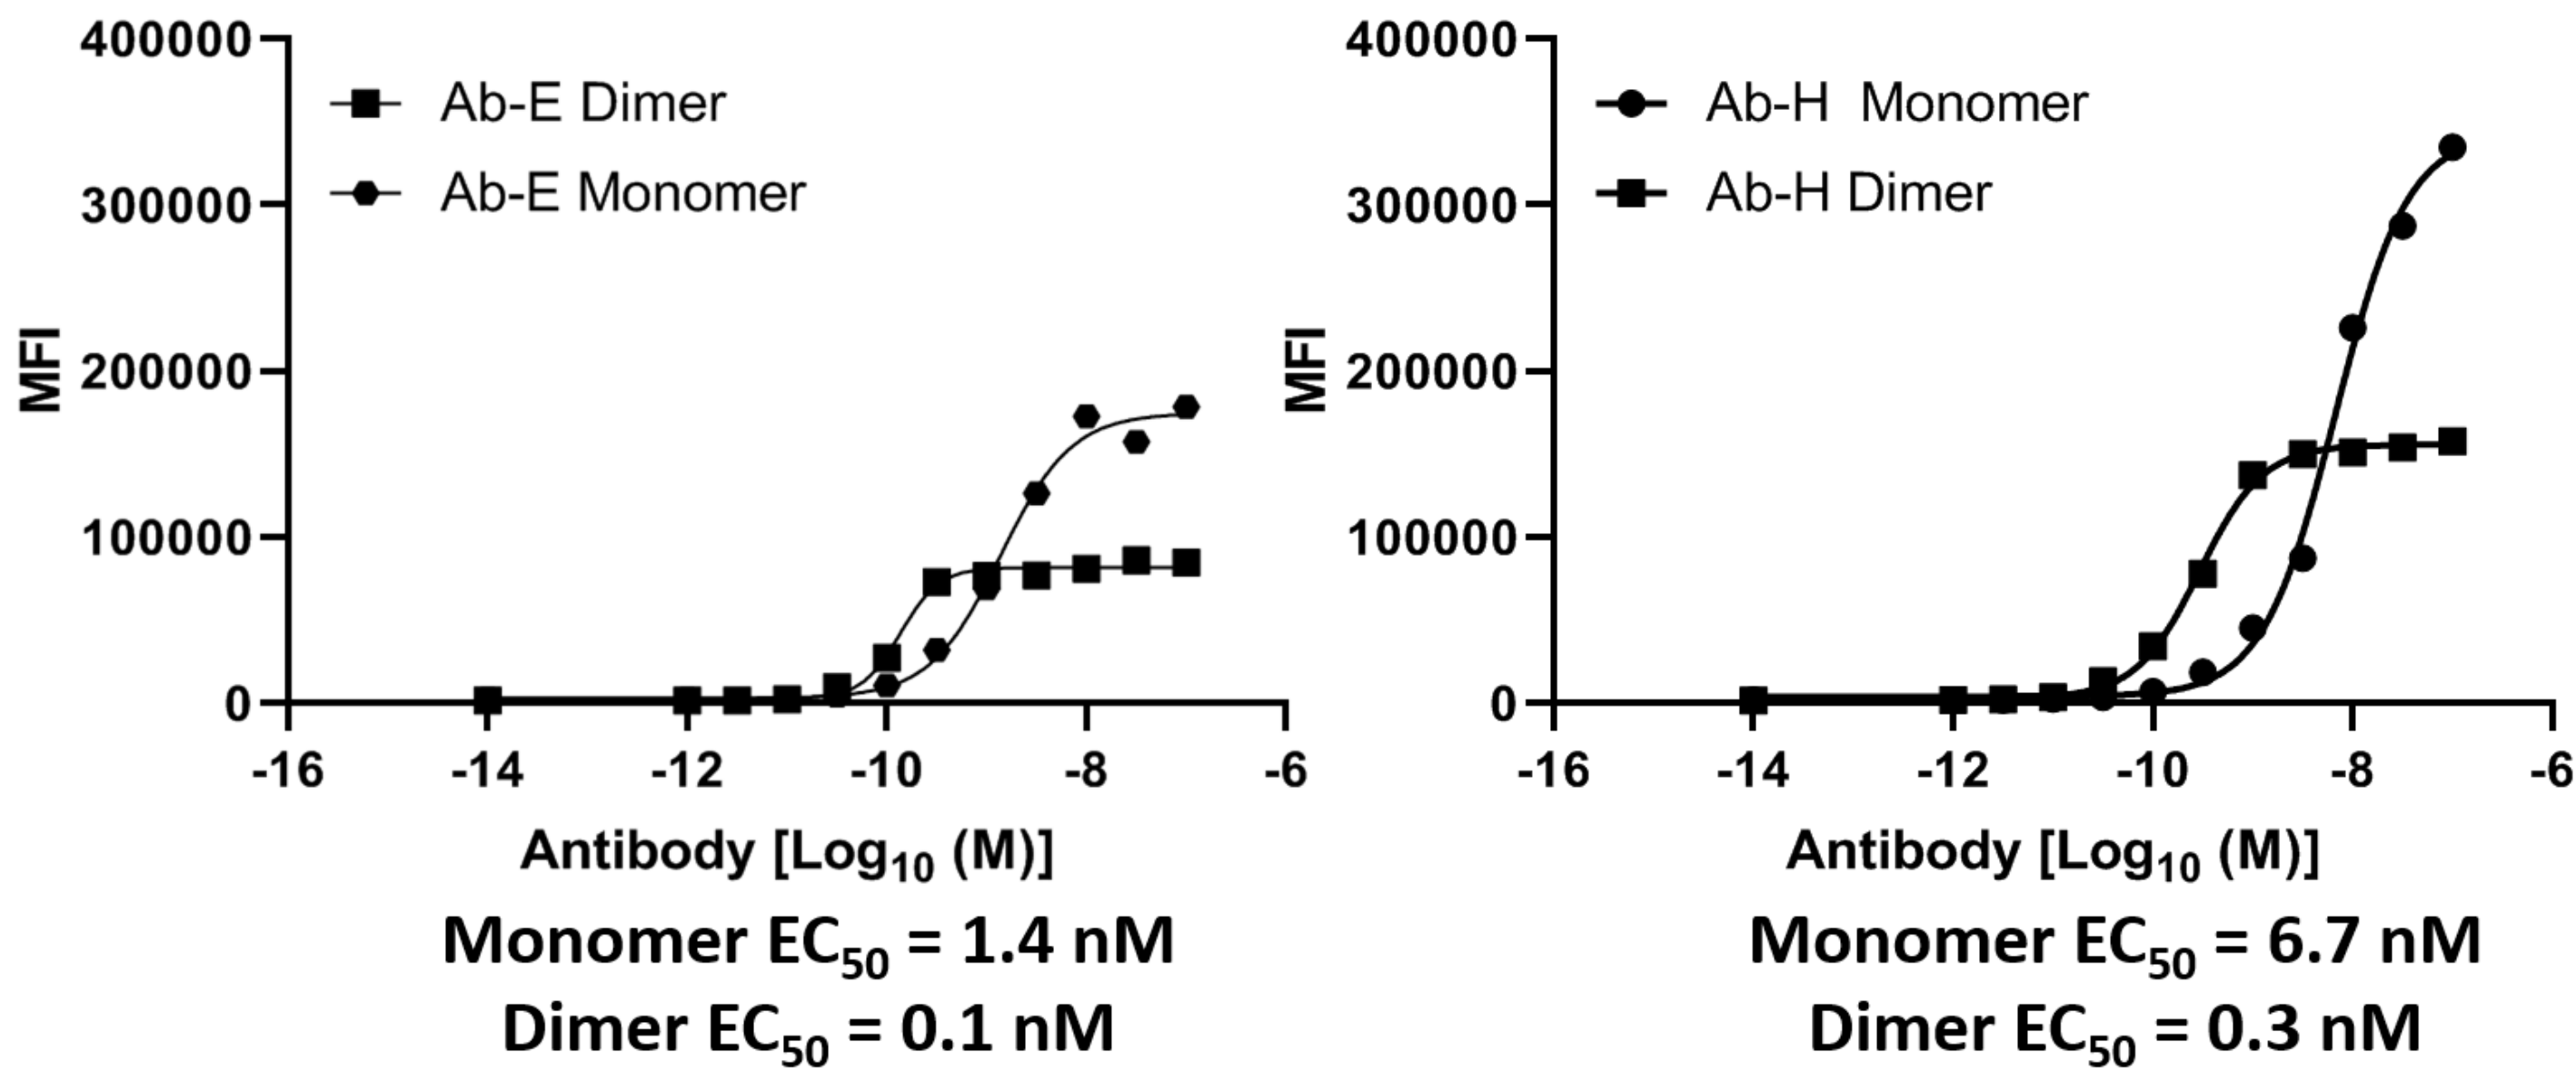 400000
300000
200000
100000
0
MFI
Ab-E Dimer
Ab-E Monomer
-16 -14 -12 -10 -8 -6
Antibody [Log₁₀ (M)]
Monomer EC₅₀ = 1.4 nM
Dimer EC₅₀ = 0.1 nM
400000
300000
200000
100000
0
MFI
Ab-H Monomer
Ab-H Dimer
-16 -14 -12 -10 -8 -6
Antibody [Log₁₀ (M)]
Monomer EC₅₀ = 6.7 nM
Dimer EC₅₀ = 0.3 nM